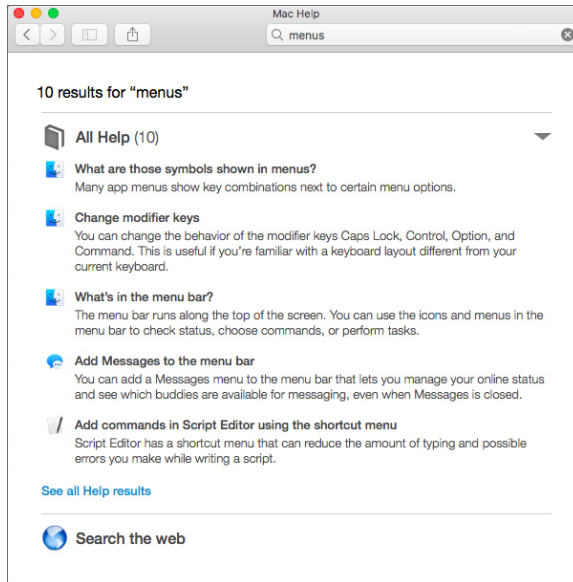 Mac Help
menus
10 results for “menus”
All Help (10)
What are those symbols shown in menus?
Many app menus show key combinations next to certain menu options.
Change modifier keys
You can change the behavior of the modifier keys Caps Lock, Control, Option, and
Command. This is useful if you’re familiar with a keyboard layout different from your
current keyboard.
What’s in the menu bar?
The menu bar runs along the top of the screen. You can use the icons and menus in the
menu bar to check status, choose commands, or perform tasks.
Add Messages to the menu bar
You can add a Messages menu to the menu bar that lets you manage your online status
and see which buddies are available for messaging, even when Messages is closed.
Add commands in Script Editor using the shortcut menu
Script Editor has a shortcut menu that can reduce the amount of typing and possible
errors you make while writing a script.
See all Help results
Search the web